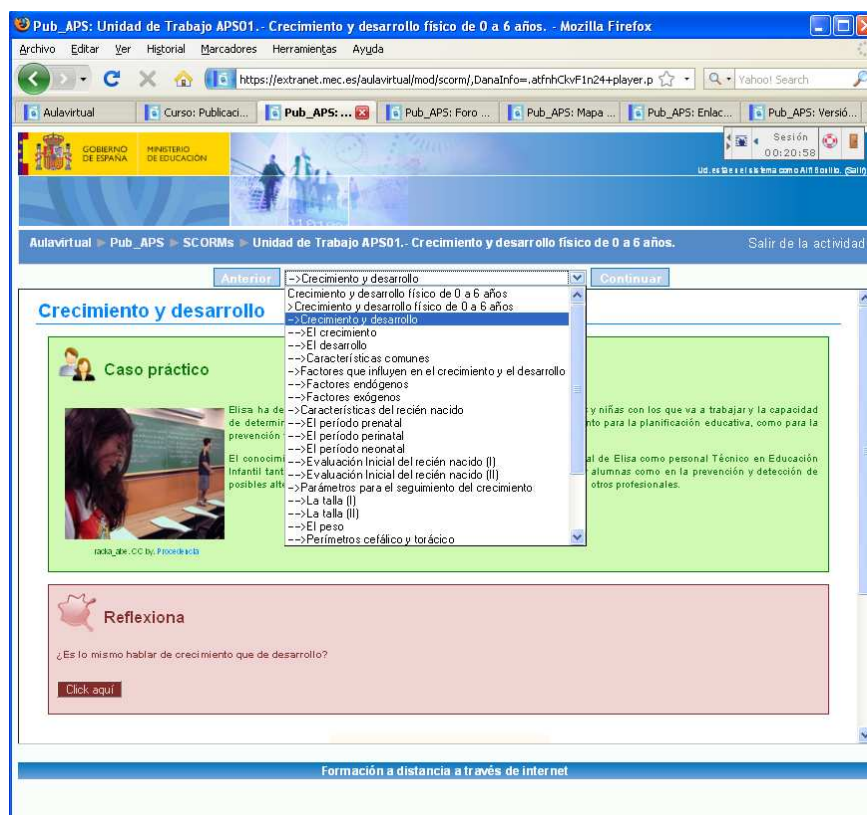 Pub_APS: Unidad de Trabajo APS01.- Crecimiento y desarrollo físico de 0 a 6 años. - Mozilla Firefox
Archivo Editar Ver Historial Marcadores Herramientas Ayuda
https://extranet.mec.es/aulavirtual/mod/scorm/,DanaInfo=.atfnhCkvF1n24+player.p
Yahoo! Search
Aulavirtual
Curso: Publicaci...
Pub_APS: ...
Pub_APS: Foro ...
Pub_APS: Mapa ...
Pub_APS: Enlac...
Pub_APS: Versió...
GOBIERNO DE ESPAÑA
MINISTERIO DE EDUCACIÓN
Sesión
00:20:58
Aulavirtual ► Pub_APS ► SCORMs ► Unidad de Trabajo APS01.- Crecimiento y desarrollo físico de 0 a 6 años.
Salir de la actividad
Anterior
->Crecimiento y desarrollo
Continuar
Crecimiento y desarrollo físico de 0 a 6 años
>Crecimiento y desarrollo físico de 0 a 6 años
->Crecimiento y desarrollo
-->El crecimiento
-->El desarrollo
-->Características comunes
->Factores que influyen en el crecimiento y el desarrollo
-->Factores endógenos
-->Factores exógenos
->Características del recién nacido
-->El período prenatal
-->El período perinatal
-->El período neonatal
-->Evaluación Inicial del recién nacido (I)
-->Evaluación Inicial del recién nacido (II)
->Parámetros para el seguimiento del crecimiento
-->La talla (I)
-->La talla (II)
-->El peso
-->Perímetros cefálico y torácico
Crecimiento y desarrollo
Caso práctico
Elisa ha de
y niñas con los que va a trabajar y la capacidad
de determin
nto para la planificación educativa, como para la
prevención
El conocimi
al de Elisa como personal Técnico en Educación
Infantil tant
alumnas como en la prevención y detección de
posibles alte
otros profesionales.
CC by. Procedencia
Reflexiona
¿Es lo mismo hablar de crecimiento que de desarrollo?
Click aquí
Formación a distancia a través de internet